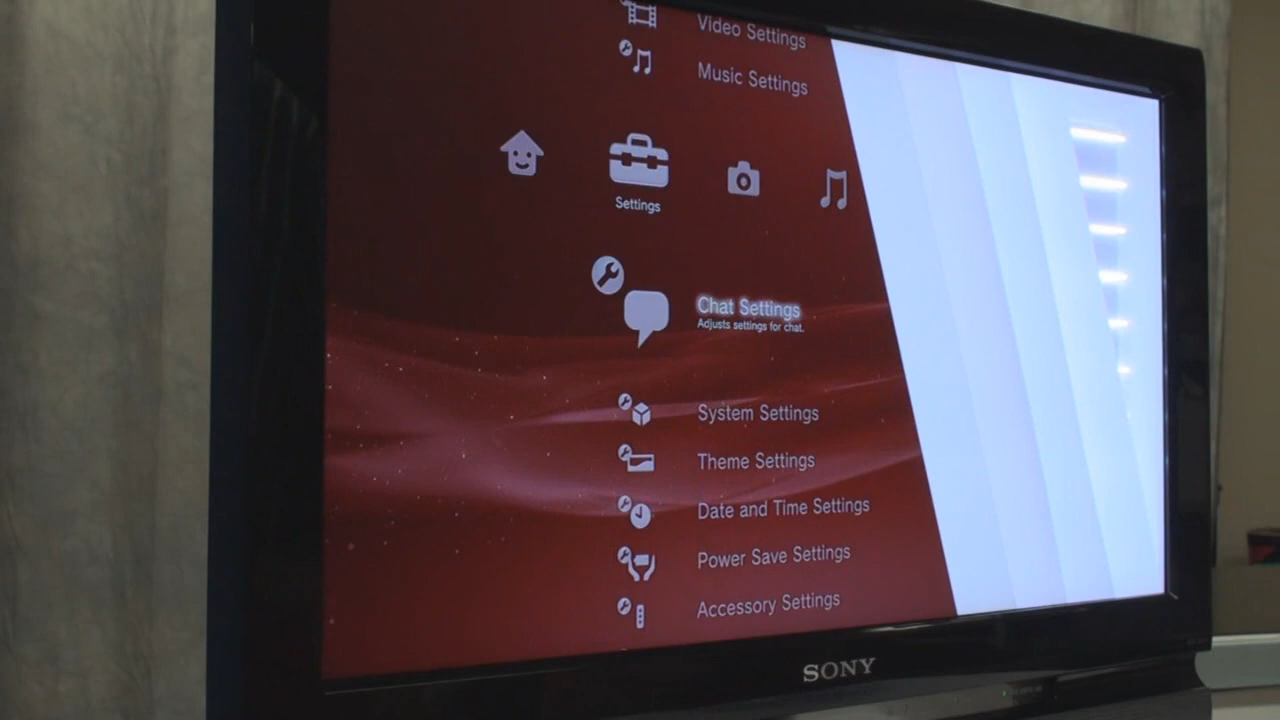 Video Settings
Music Settings
Settings
Chat Settings
Adjusts settings for chat.
System Settings
Theme Settings
Date and Time Settings
Power Save Settings
Accessory Settings
SONY